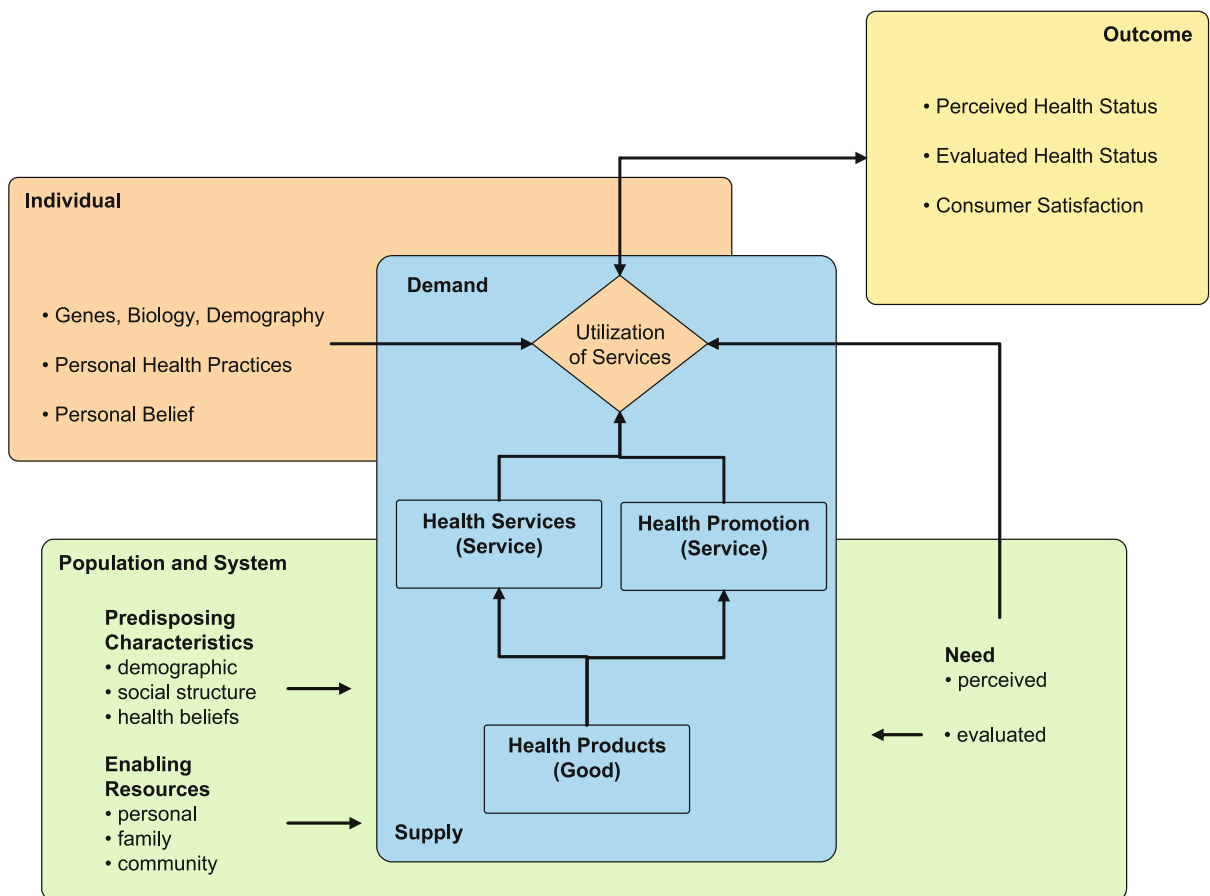 Outcome
• Perceived Health Status
• Evaluated Health Status
• Consumer Satisfaction
Individual
• Genes, Biology, Demography
• Personal Health Practices
• Personal Belief
Demand
Utilization
of Services
Health Services
(Service)
Health Promotion
(Service)
Population and System
Predisposing
Characteristics
• demographic
• social structure
• health beliefs
Enabling
Resources
• personal
• family
• community
Health Products
(Good)
Supply
Need
• perceived
• evaluated